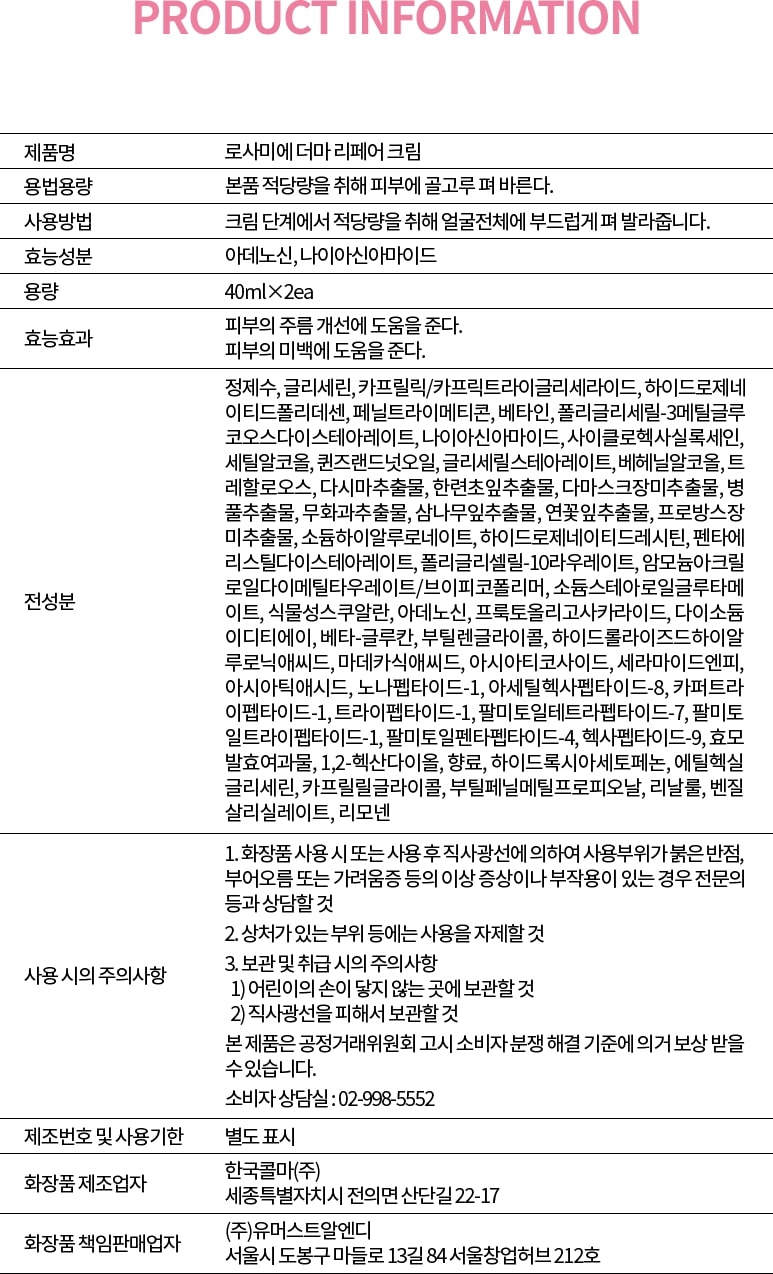 PRODUCT INFORMATION
제품명 로사미에 더마 리페어 크림
용법용량 본품 적당량을 취해 피부에 골고루 펴 바른다.
사용방법 크림 단계에서 적당량을 취해 얼굴전체에 부드럽게 펴 발라줍니다.
효능성분 아데노신, 나이아신아마이드
용량 40ml×2ea
효능효과
피부의 주름 개선에 도움을 준다.
피부의 미백에 도움을 준다.
전성분
정제수, 글리세린, 카프릴릭/카프릭트라이글리세라이드, 하이드로제네
이티드폴리데센, 페닐트라이메티콘, 베타인, 폴리글리세릴-3메틸글루
코오스다이스테아레이트, 나이아신아마이드, 사이클로헥사실록세인,
세틸알코올, 퀸즈랜드넛오일, 글리세릴스테아레이트, 베헤닐알코올, 트
레할로오스, 다시마추출물, 한련초잎추출물, 다마스크장미추출물, 병
풀추출물, 무화과추출물, 삼나무잎추출물, 연꽃잎추출물, 프로방스장
미추출물, 소듐하이알루로네이트, 하이드로제네이티드레시틴, 펜타에
리스틸다이스테아레이트, 폴리글리셀릴-10라우레이트, 암모늄아크릴
로일다이메틸타우레이트/브이피코폴리머, 소듐스테아로일글루타메
이트, 식물성스쿠알란, 아데노신, 프룩토올리고사카라이드, 다이소듐
이디티에이, 베타-글루칸, 부틸렌글라이콜, 하이드롤라이즈드하이알
루로닉애씨드, 마데카식애씨드, 아시아티코사이드, 세라마이드엔피,
아시아틱애시드, 노나펩타이드-1, 아세틸헥사펩타이드-8, 카퍼트라
이펩타이드-1, 트라이펩타이드-1, 팔미토일테트라펩타이드-7, 팔미토
일트라이펩타이드-1, 팔미토일펜타펩타이드-4, 헥사펩타이드-9, 효모
발효여과물, 1,2-헥산다이올, 향료, 하이드록시아세토페논, 에틸헥실
글리세린, 카프릴릴글라이콜, 부틸페닐메틸프로피오날, 리날룰, 벤질
살리실레이트, 리모넨
사용 시의 주의사항
1. 화장품 사용 시 또는 사용 후 직사광선에 의하여 사용부위가 붉은 반점,
부어오름 또는 가려움증 등의 이상 증상이나 부작용이 있는 경우 전문의
등과 상담할 것
2. 상처가 있는 부위 등에는 사용을 자제할 것
3. 보관 및 취급 시의 주의사항
1) 어린이의 손이 닿지 않는 곳에 보관할 것
2) 직사광선을 피해서 보관할 것
본 제품은 공정거래위원회 고시 소비자 분쟁 해결 기준에 의거 보상 받을
수 있습니다.
소비자 상담실 : 02-998-5552
제조번호 및 사용기한 별도 표시
화장품 제조업자
한국콜마(주)
세종특별자치시 전의면 산단길 22-17
화장품 책임판매업자
(주)유머스트알엔디
서울시 도봉구 마들로 13길 84 서울창업허브 212호